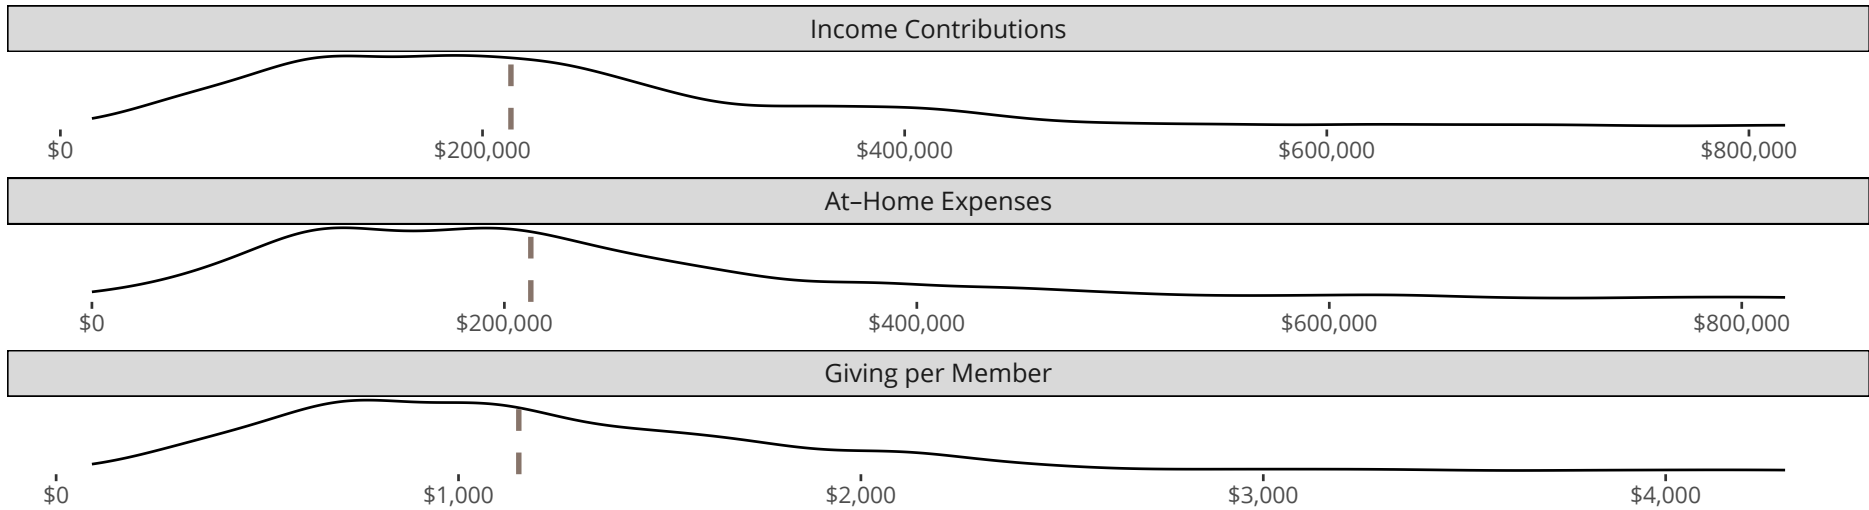 Income Contributions
$0 $200,000 $400,000 $600,000 $800,000
At–Home Expenses
$0 $200,000 $400,000 $600,000 $800,000
Giving per Member
$0 $1,000 $2,000 $3,000 $4,000